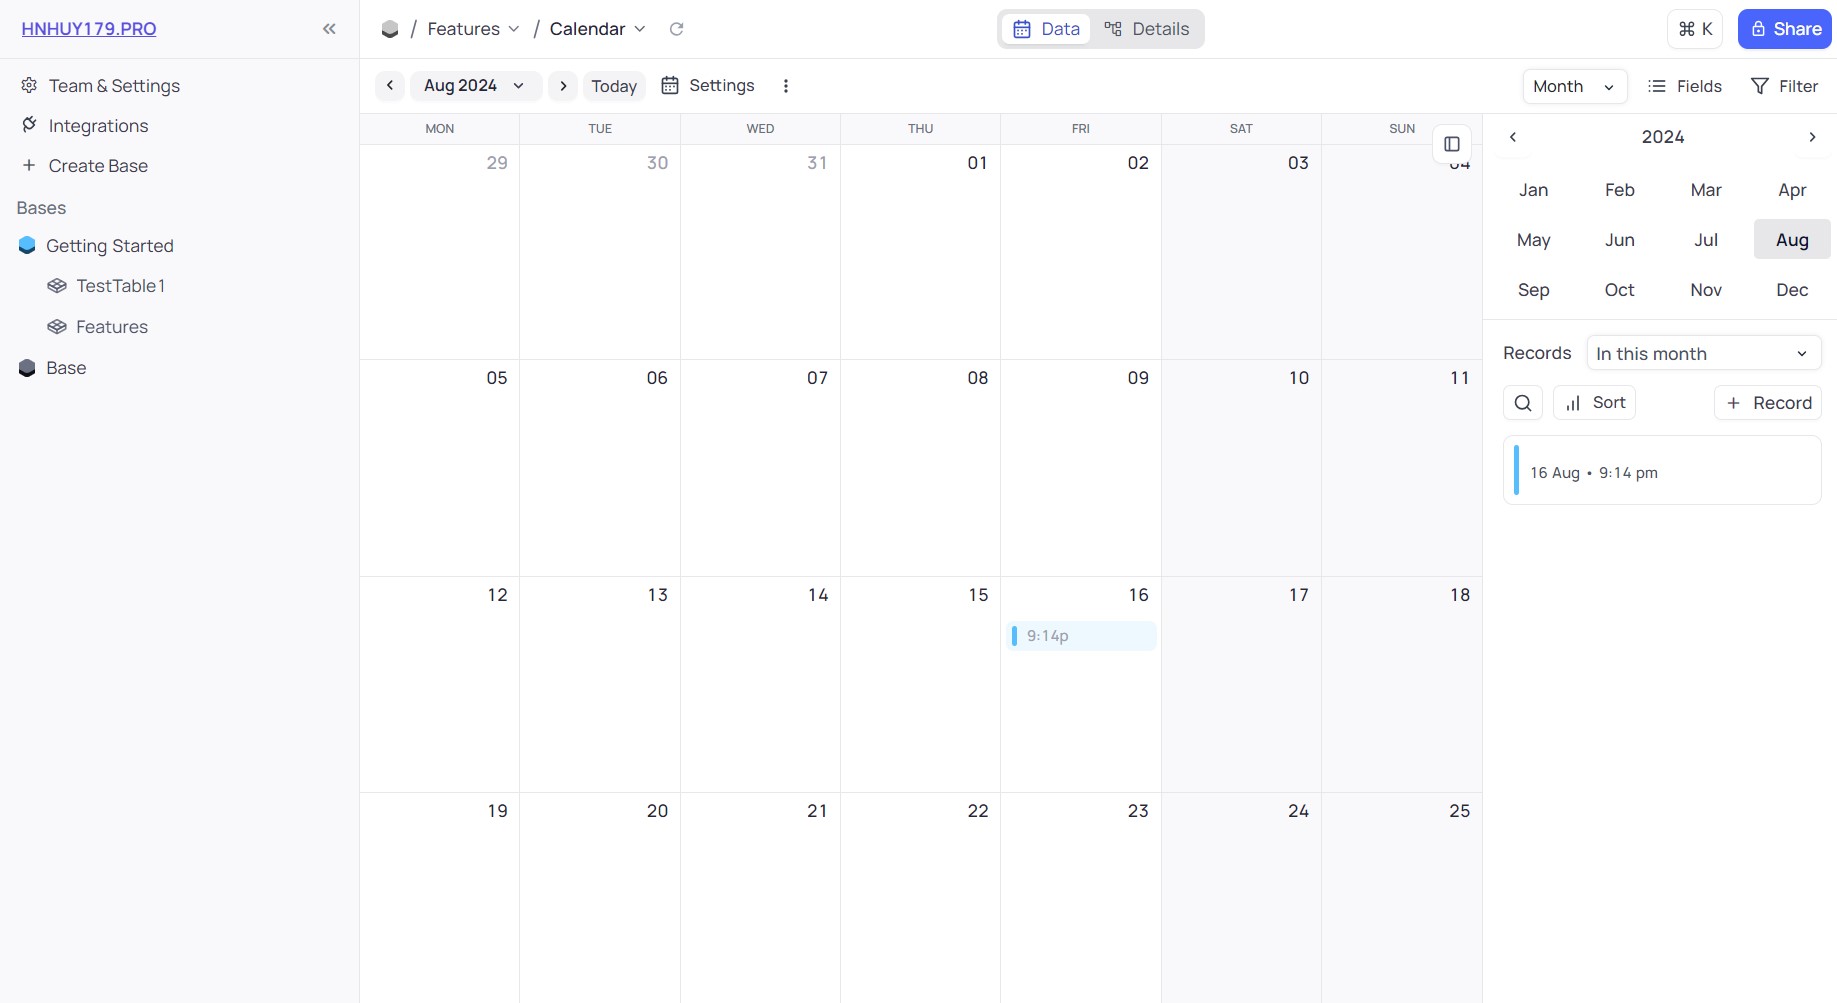 HNHUY179.PRO
Team & Settings
Integrations
Create Base
Bases
Getting Started
TestTable1
Features
Base
/ Features / Calendar
Data Details
⌘ K
Share
Aug 2024 Today Settings
Month Fields Filter
MON TUE WED THU FRI SAT SUN
29 30 31 01 02 03 04
05 06 07 08 09 10 11
12 13 14 15 16 17 18
9:14p
19 20 21 22 23 24 25
2024
Jan Feb Mar Apr
May Jun Jul Aug
Sep Oct Nov Dec
Records In this month
Sort + Record
16 Aug • 9:14 pm